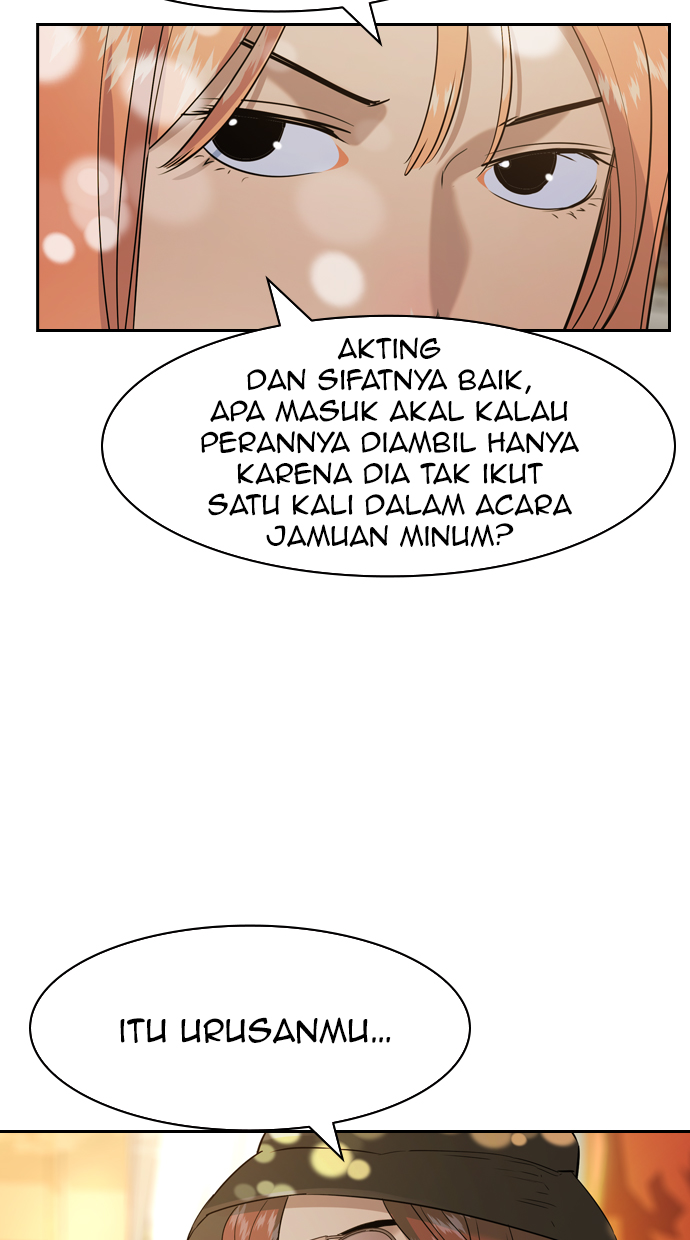 AKTING
DAN SIFATNYA BAIK,
APA MASUK AKAL KALAU
PERANNYA DIAMBIL HANYA
KARENA DIA TAK IKUT
SATU KALI DALAM ACARA
JAMUAN MINUM?
ITU URUSANMU...